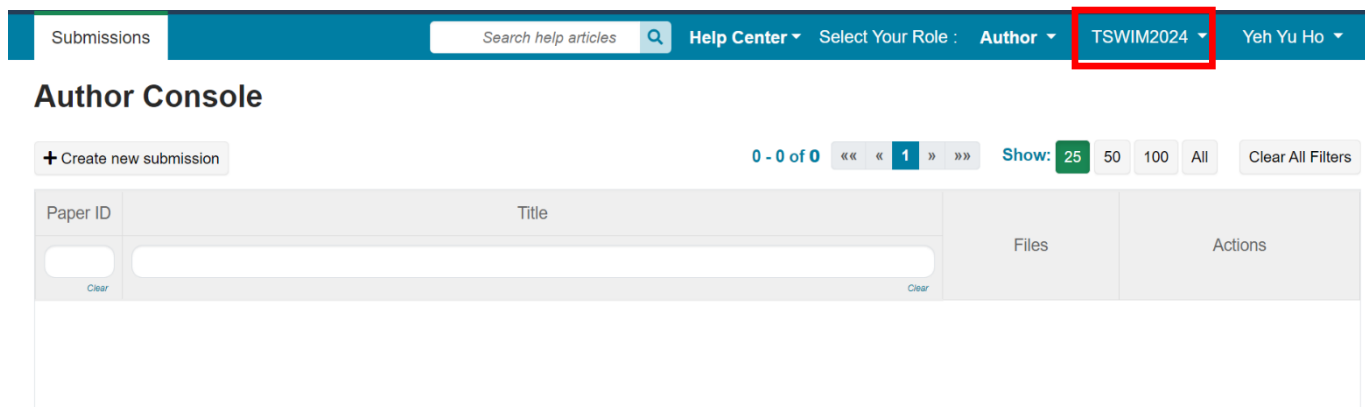 Submissions Search help articles Help Center Select Your Role : Author TSWIM2024 Yeh Yu Ho
Author Console
+ Create new submission 0 - 0 of 0 «« « 1 » »» Show: 25 50 100 All Clear All Filters
Paper ID Title Files Actions
Clear Clear